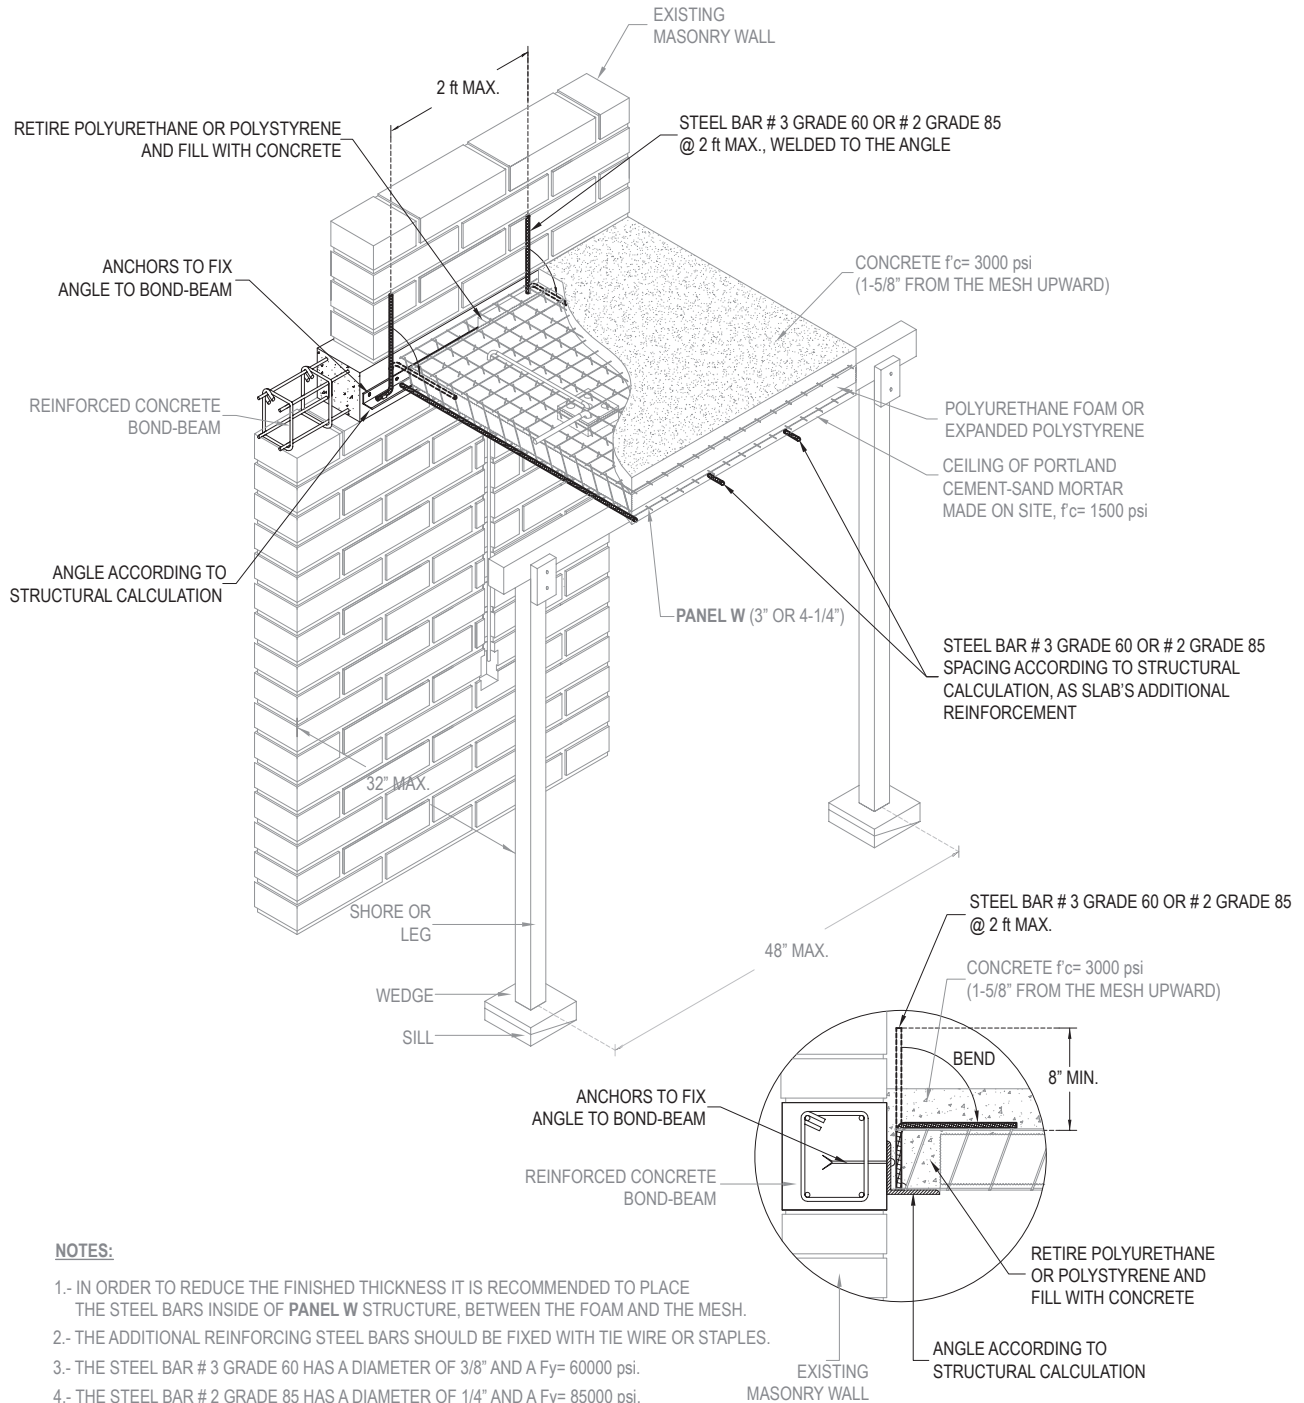 EXISTING
MASONRY WALL
2 ft MAX.
RETIRE POLYURETHANE OR POLYSTYRENE
AND FILL WITH CONCRETE
STEEL BAR # 3 GRADE 60 OR # 2 GRADE 85
@ 2 ft MAX., WELDED TO THE ANGLE
ANCHORS TO FIX
ANGLE TO BOND-BEAM
CONCRETE f'c= 3000 psi
(1-5/8" FROM THE MESH UPWARD)
REINFORCED CONCRETE
BOND-BEAM
POLYURETHANE FOAM OR
EXPANDED POLYSTYRENE
CEILING OF PORTLAND
CEMENT-SAND MORTAR
MADE ON SITE, f'c= 1500 psi
ANGLE ACCORDING TO
STRUCTURAL CALCULATION
PANEL W (3" OR 4-1/4")
STEEL BAR # 3 GRADE 60 OR # 2 GRADE 85
SPACING ACCORDING TO STRUCTURAL
CALCULATION, AS SLAB'S ADDITIONAL
REINFORCEMENT
32" MAX.
SHORE OR
LEG
48" MAX.
WEDGE
SILL
STEEL BAR # 3 GRADE 60 OR # 2 GRADE 85
@ 2 ft MAX.
CONCRETE f'c= 3000 psi
(1-5/8" FROM THE MESH UPWARD)
BEND
8" MIN.
ANCHORS TO FIX
ANGLE TO BOND-BEAM
REINFORCED CONCRETE
BOND-BEAM
RETIRE POLYURETHANE
OR POLYSTYRENE AND
FILL WITH CONCRETE
ANGLE ACCORDING TO
STRUCTURAL CALCULATION
EXISTING
MASONRY WALL
NOTES:
1.- IN ORDER TO REDUCE THE FINISHED THICKNESS IT IS RECOMMENDED TO PLACE
THE STEEL BARS INSIDE OF PANEL W STRUCTURE, BETWEEN THE FOAM AND THE MESH.
2.- THE ADDITIONAL REINFORCING STEEL BARS SHOULD BE FIXED WITH TIE WIRE OR STAPLES.
3.- THE STEEL BAR # 3 GRADE 60 HAS A DIAMETER OF 3/8" AND A Fy= 60000 psi.
4.- THE STEEL BAR # 2 GRADE 85 HAS A DIAMETER OF 1/4" AND A Fy= 85000 psi.